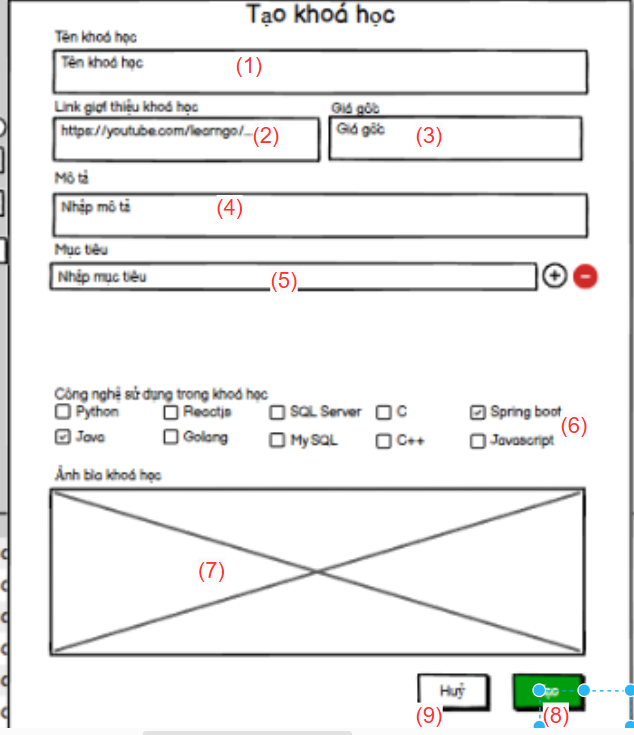 Tạo khoá học
Tên khoá học
Tên khoá học (1)
Link giới thiệu khoá học Giá gốc
https://youtube.com/learngo/... (2) Giá gốc (3)
Mô tả
Nhập mô tả (4)
Mục tiêu
Nhập mục tiêu (5)
Công nghệ sử dụng trong khoá học
Python Reactjs SQL Server C Spring boot
(6)
Java Golang MySQL C++ Javascript
Ảnh bìa khoá học
(7)
Huỷ
(9) (8)